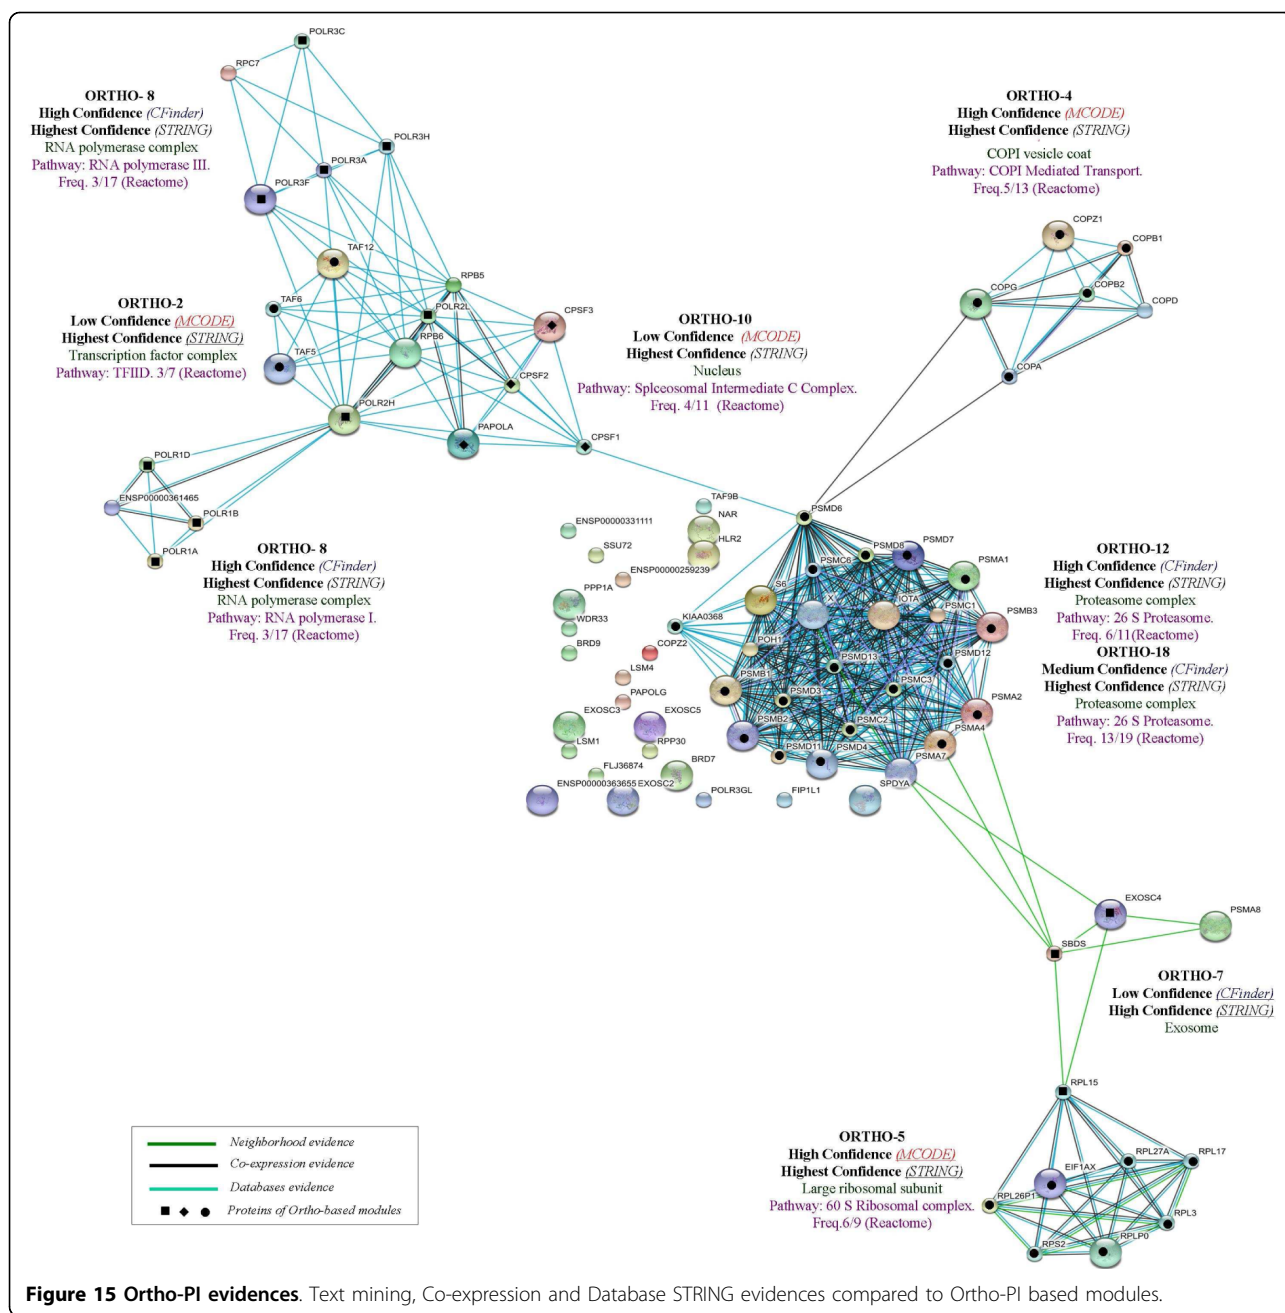 POLR3C
RPC7
ORTHO- 8
High Confidence (CFinder)
Highest Confidence (STRING)
RNA polymerase complex
Pathway: RNA polymerase III.
Freq. 3/17 (Reactome)
POLR3H
POLR3A
POLR3F
ORTHO-4
High Confidence (MCODE)
Highest Confidence (STRING)
COPI vesicle coat
Pathway: COPI Mediated Transport.
Freq.5/13 (Reactome)
COPZ1
COPB1
COPG
COPB2
COPD
COPA
TAF12
RPB5
TAF6
POLR2L
CPSF3
RPB6
TAF5
CPSF2
POLR2H
PAPOLA
CPSF1
ORTHO-2
Low Confidence (MCODE)
Highest Confidence (STRING)
Transcription factor complex
Pathway: TFIID. 3/7 (Reactome)
ORTHO-10
Low Confidence (MCODE)
Highest Confidence (STRING)
Nucleus
Pathway: Splceosomal Intermediate C Complex.
Freq. 4/11 (Reactome)
POLR1D
ENSP00000361465
POLR1B
POLR1A
ORTHO- 8
High Confidence (CFinder)
Highest Confidence (STRING)
RNA polymerase complex
Pathway: RNA polymerase I.
Freq. 3/17 (Reactome)
TAF9B
ENSP00000331111
NAR
SSU72
HLR2
ENSP00000259239
PPP1A
WDR33
KIAA0368
BRD9
COPZ2
LSM4
PAPOLG
EXOSC3
EXOSC5
LSM1
RPP30
FLJ36874
BRD7
ENSP00000363655
EXOSC2
POLR3GL
FIP1L1
SPDYA
PSMD6
PSMD8
PSMD7
PSMC6
PSMA1
S6
X
IOTA
PSMC1
PSMB3
POH1
PSMD13
PSMD12
PSMB1
PSMC3
PSMD3
PSMA2
PSMB2
PSMC2
PSMA4
PSMD11
PSMD4
PSMA7
ORTHO-12
High Confidence (CFinder)
Highest Confidence (STRING)
Proteasome complex
Pathway: 26 S Proteasome.
Freq. 6/11(Reactome)
ORTHO-18
Medium Confidence (CFinder)
Highest Confidence (STRING)
Proteasome complex
Pathway: 26 S Proteasome.
Freq. 13/19 (Reactome)
EXOSC4
PSMA8
SBDS
ORTHO-7
Low Confidence (CFinder)
High Confidence (STRING)
Exosome
RPL15
RPL27A
RPL17
EIF1AX
RPL26P1
RPL3
RPS2
RPLP0
ORTHO-5
High Confidence (MCODE)
Highest Confidence (STRING)
Large ribosomal subunit
Pathway: 60 S Ribosomal complex.
Freq.6/9 (Reactome)
Neighborhood evidence
Co-expression evidence
Databases evidence
Proteins of Ortho-based modules
Figure 15 Ortho-PI evidences. Text mining, Co-expression and Database STRING evidences compared to Ortho-PI based modules.